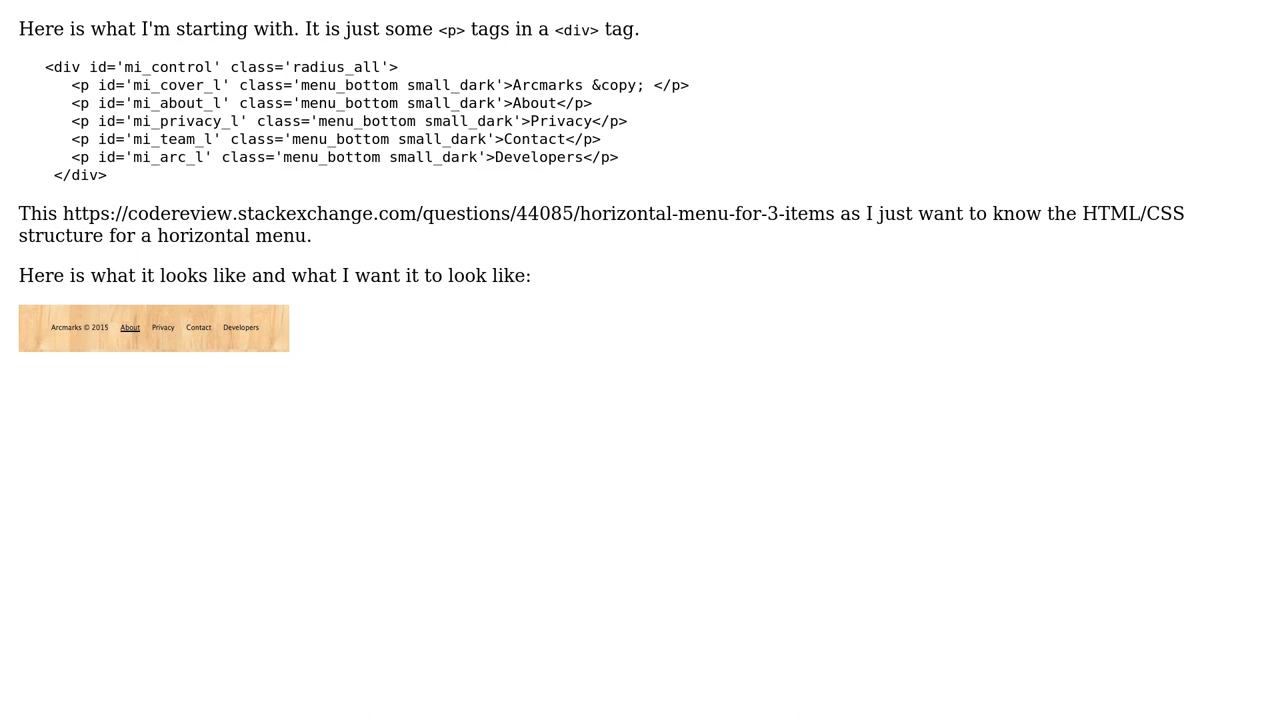 Here is what I'm starting with. It is just some <p> tags in a <div> tag.
<div id='mi_control' class='radius_all'>
<p id='mi_cover_l' class='menu_bottom small_dark'>Arcmarks &copy; </p>
<p id='mi_about_l' class='menu_bottom small_dark'>About</p>
<p id='mi_privacy_l' class='menu_bottom small_dark'>Privacy</p>
<p id='mi_team_l' class='menu_bottom small_dark'>Contact</p>
<p id='mi_arc_l' class='menu_bottom small_dark'>Developers</p>
</div>
This https://codereview.stackexchange.com/questions/44085/horizontal-menu-for-3-items as I just want to know the HTML/CSS
structure for a horizontal menu.
Here is what it looks like and what I want it to look like:
Arcmarks © 2015 About Privacy Contact Developers